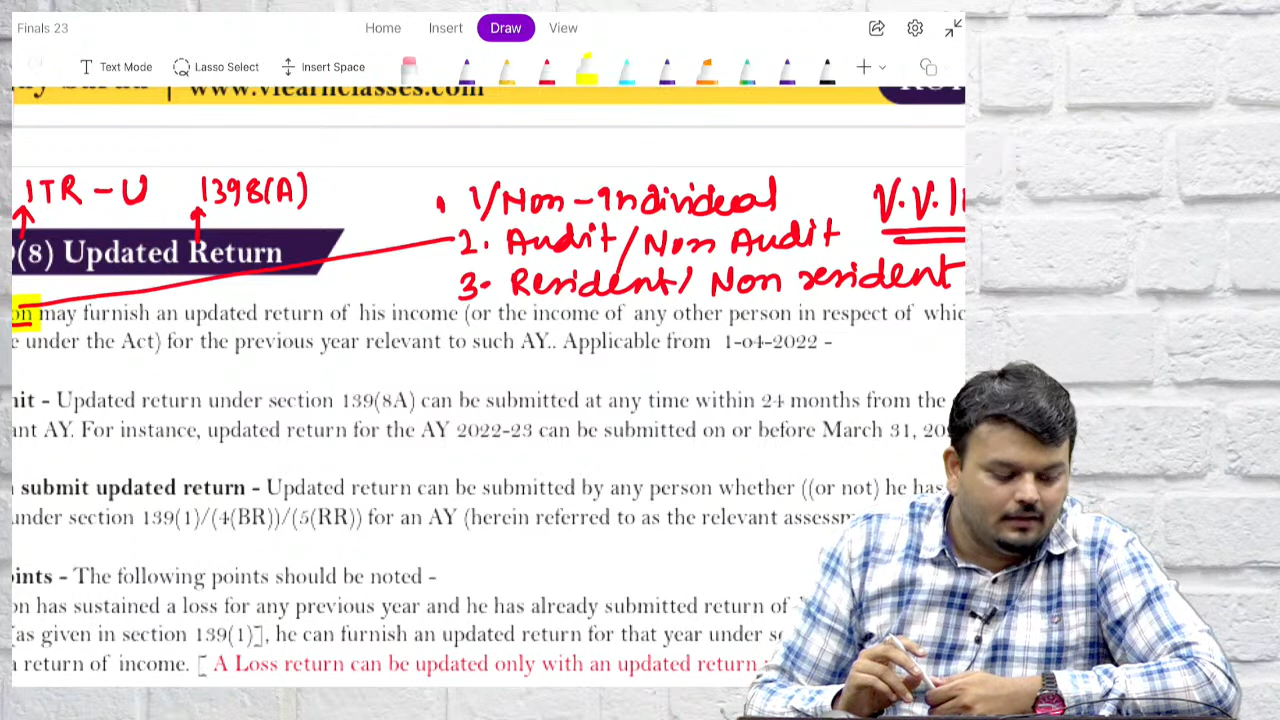 Finals 23
Home Insert Draw View
Text Mode Lasso Select Insert Space
www.vlearnclasses.com
ITR - U 1398(A)
1/Non-Individual
V.V.
2. Audit/Non Audit
3. Resident/ Non resident
(8) Updated Return
on may furnish an updated return of his income (or the income of any other person in respect of
e under the Act) for the previous year relevant to such AY.. Applicable from 1-04-2022 -
it - Updated return under section 139(8A) can be submitted at any time within 24 months from the
ant AY. For instance, updated return for the AY 2022-23 can be submitted on or before March 31,
submit updated return - Updated return can be submitted by any person whether ((or not) he has
under section 139(1)/(4(BR))/(5(RR)) for an AY (herein referred to as the relevant
ints - The following points should be noted -
on has sustained a loss for any previous year and he has already submitted return of
[as given in section 139(1)], he can furnish an updated return for that year under
return of income. [ A Loss return can be updated only with an updated return